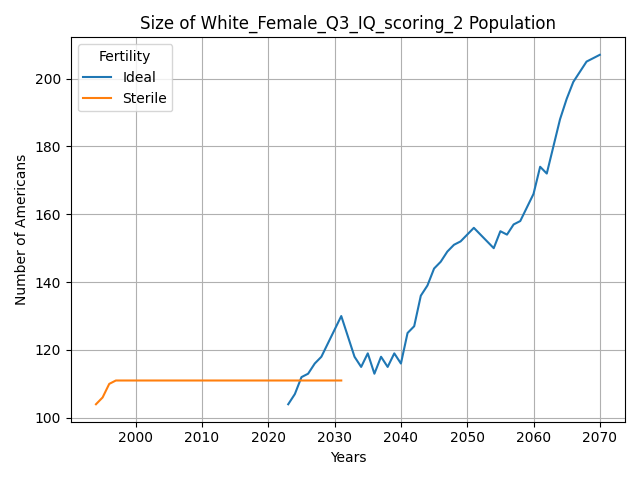 Size of White_Female_Q3_IQ_scoring_2 Population
Fertility
Ideal
Sterile
200
180
160
140
120
100
Number of Americans
2000 2010 2020 2030 2040 2050 2060 2070
Years